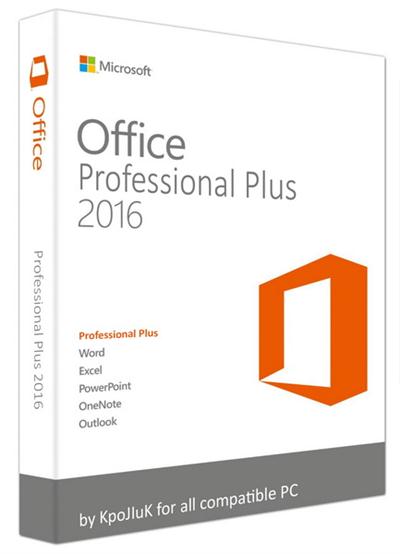 Microsoft
Office
Professional Plus
2016
Professional Plus
Word
Excel
PowerPoint
OneNote
Outlook
by KpoJIuK for all compatible PC
Office
Professional Plus 2016